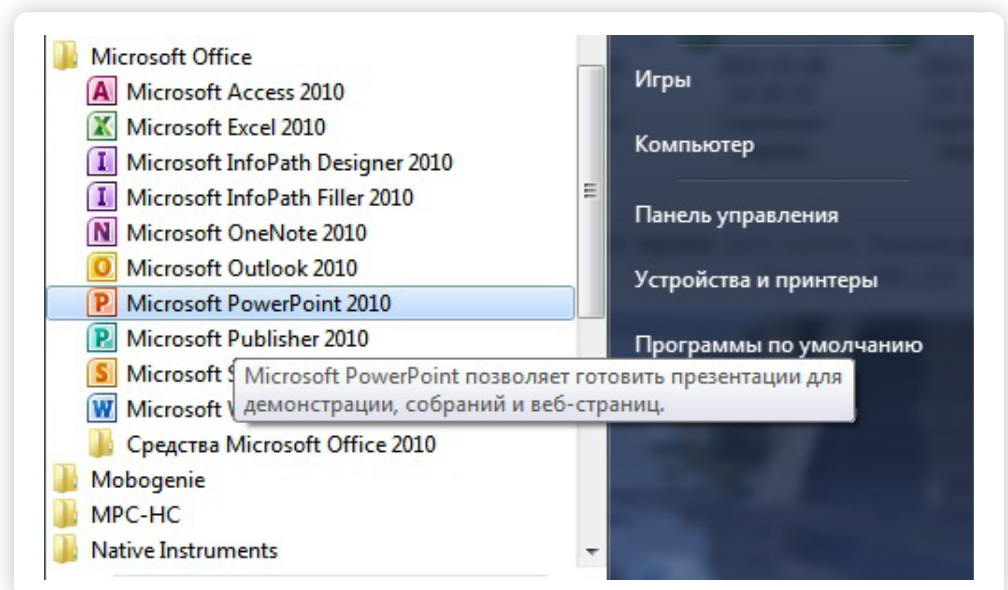 Microsoft Office
Microsoft Access 2010
Microsoft Excel 2010
Microsoft InfoPath Designer 2010
Microsoft InfoPath Filler 2010
Microsoft OneNote 2010
Microsoft Outlook 2010
Microsoft PowerPoint 2010
Microsoft Publisher 2010
Microsoft
Microsoft
Средства Microsoft Office 2010
Mobogenie
MPC-HC
Native Instruments
Microsoft PowerPoint позволяет готовить презентации для
демонстрации, собраний и веб-страниц.
Игры
Компьютер
Панель управления
Устройства и принтеры
Программы по умолчанию